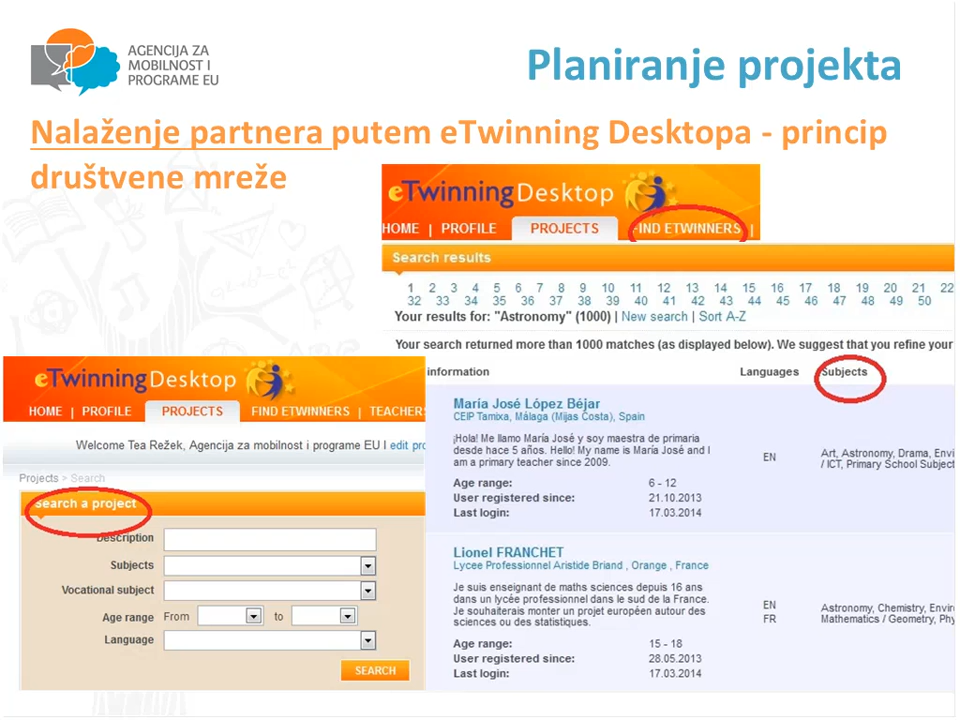 AGENCIJA ZA
MOBILNOST I
PROGRAME EU
Planiranje projekta
Nalaženje partnera putem eTwinning Desktopa - princip
društvene mreže
eTwinning Desktop
HOME | PROFILE PROJECTS FIND ETWINNERS |
Search results
1 2 3 4 5 6 7 8 9 10 11 12 13 14 15 16 17 18 19 20 21 22
32 33 34 35 36 37 38 39 40 41 42 43 44 45 46 47 48 49 50
Your results for: "Astronomy" (1000) | New search | Sort A-Z
Your search returned more than 1000 matches (as displayed below). We suggest that you refine your
information Languages Subjects
María José López Béjar
CEIP Tamixa, Málaga (Mijas Costa), Spain
¡Hola! Me llamo María José y soy maestra de primaria
desde hace 5 años. Hello! My name is María José and I
am a primary teacher since 2009.
EN
Art, Astronomy, Drama, Envi
/ ICT, Primary School Subject
Age range: 6 - 12
User registered since: 21.10.2013
Last login: 17.03.2014
Lionel FRANCHET
Lycee Professionnel Aristide Briand , Orange , France
Je suis enseignant de maths sciences depuis 16 ans
dans un lycée professionnel dans le sud de la France.
Je souhaiterais monter un projet européen autour des
sciences ou des statistiques.
EN
FR
Astronomy, Chemistry, Enviro
Mathematics / Geometry, Phy
Age range: 15 - 18
User registered since: 28.05.2013
Last login: 17.03.2014
eTwinning Desktop
HOME | PROFILE PROJECTS FIND ETWINNERS | TEACHERS
Welcome Tea Režek, Agencija za mobilnost i programe EU I edit pro
Projects > Search
Search a project
Description
Subjects
Vocational subject
Age range From to
Language
SEARCH